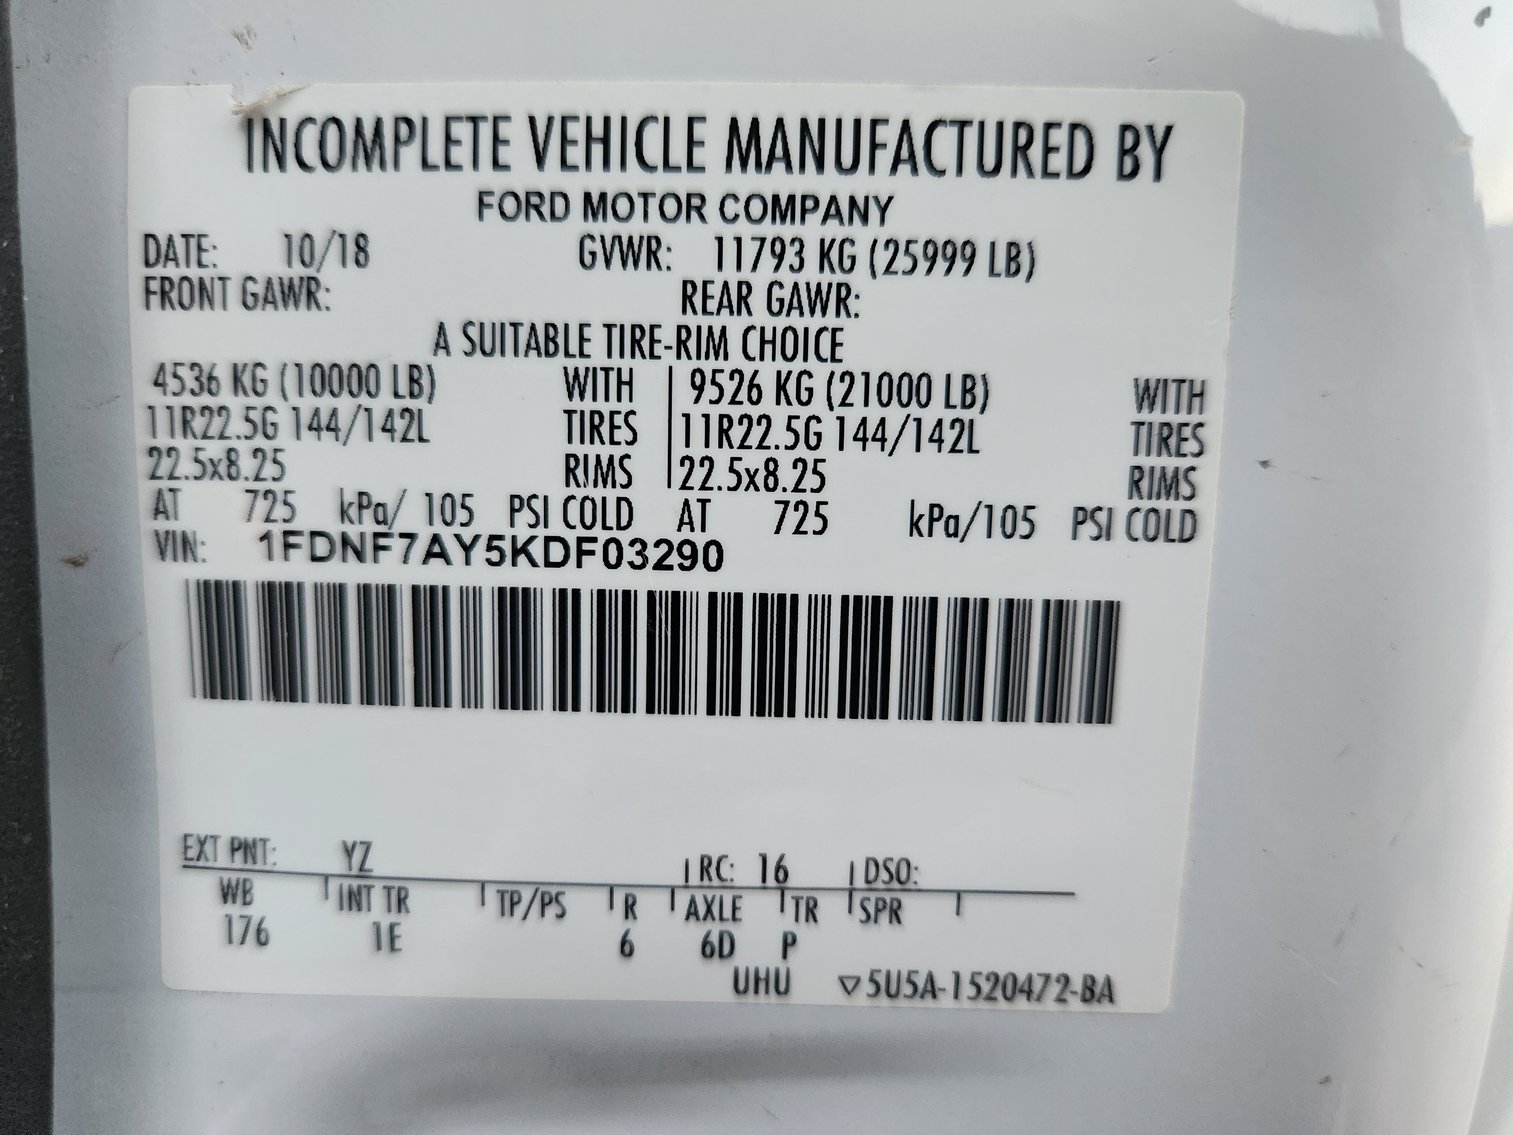 INCOMPLETE VEHICLE MANUFACTURED BY
FORD MOTOR COMPANY
DATE: 10/18 GVWR: 11793 KG (25999 LB)
FRONT GAWR: REAR GAWR:
A SUITABLE TIRE-RIM CHOICE
4536 KG (10000 LB) WITH | 9526 KG (21000 LB) WITH
11R22.5G 144/142L TIRES | 11R22.5G 144/142L TIRES
22.5x8.25 RIMS | 22.5x8.25 RIMS
AT 725 kPa/ 105 PSI COLD AT 725 kPa/105 PSI COLD
VIN: 1FDNF7AY5KDF03290
EXT PNT: YZ | RC: 16 | DSO:
WB | INT TR | TP/PS | R | AXLE | TR | SPR |
176 1E 6 6D P
UHU ▽5U5A-1520472-BA